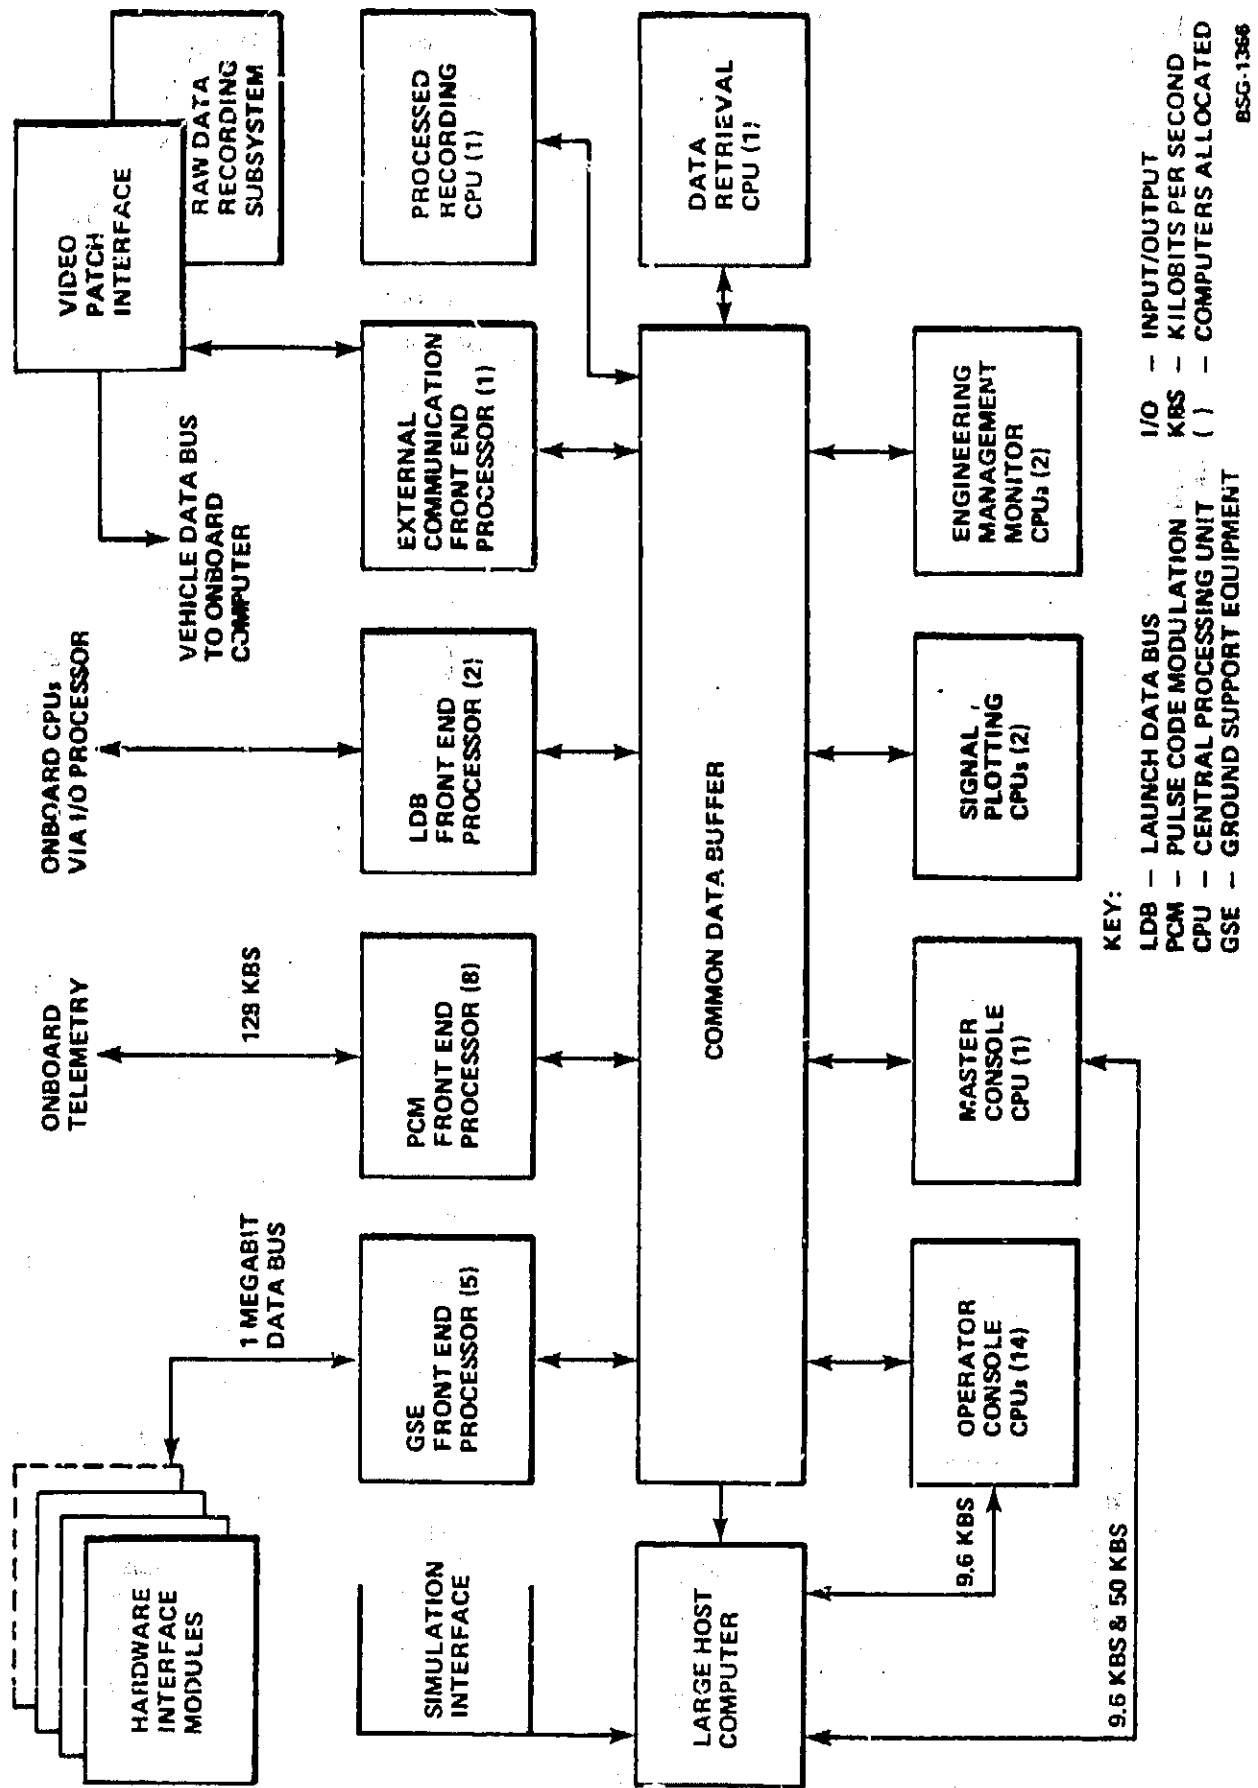 HARDWARE
INTERFACE
MODULES
1 MEGABIT
DATA BUS
ONBOARD
TELEMETRY
128 KBS
ONBOARD CPUs
VIA I/O PROCESSOR
VEHICLE DATA BUS
TO ONBOARD
COMPUTER
VIDEO
PATCH
INTERFACE
RAW DATA
RECORDING
SUBSYSTEM
SIMULATION
INTERFACE
GSE
FRONT END
PROCESSOR (5)
PCM
FRONT END
PROCESSOR (8)
LDB
FRONT END
PROCESSOR (2)
EXTERNAL
COMMUNICATION
FRONT END
PROCESSOR (1)
PROCESSED
RECORDING
CPU (1)
LARGE HOST
COMPUTER
COMMON DATA BUFFER
DATA
RETRIEVAL
CPU (1)
9.6 KBS
OPERATOR
CONSOLE
CPUs (14)
MASTER
CONSOLE
CPU (1)
SIGNAL
PLOTTING
CPUs (2)
ENGINEERING
MANAGEMENT
MONITOR
CPUs (2)
9.6 KBS & 50 KBS
KEY:
LDB – LAUNCH DATA BUS
PCM – PULSE CODE MODULATION
CPU – CENTRAL PROCESSING UNIT
GSE – GROUND SUPPORT EQUIPMENT
I/O – INPUT/OUTPUT
KBS – KILOBITS PER SECOND
( ) – COMPUTERS ALLOCATED
BSG-1366